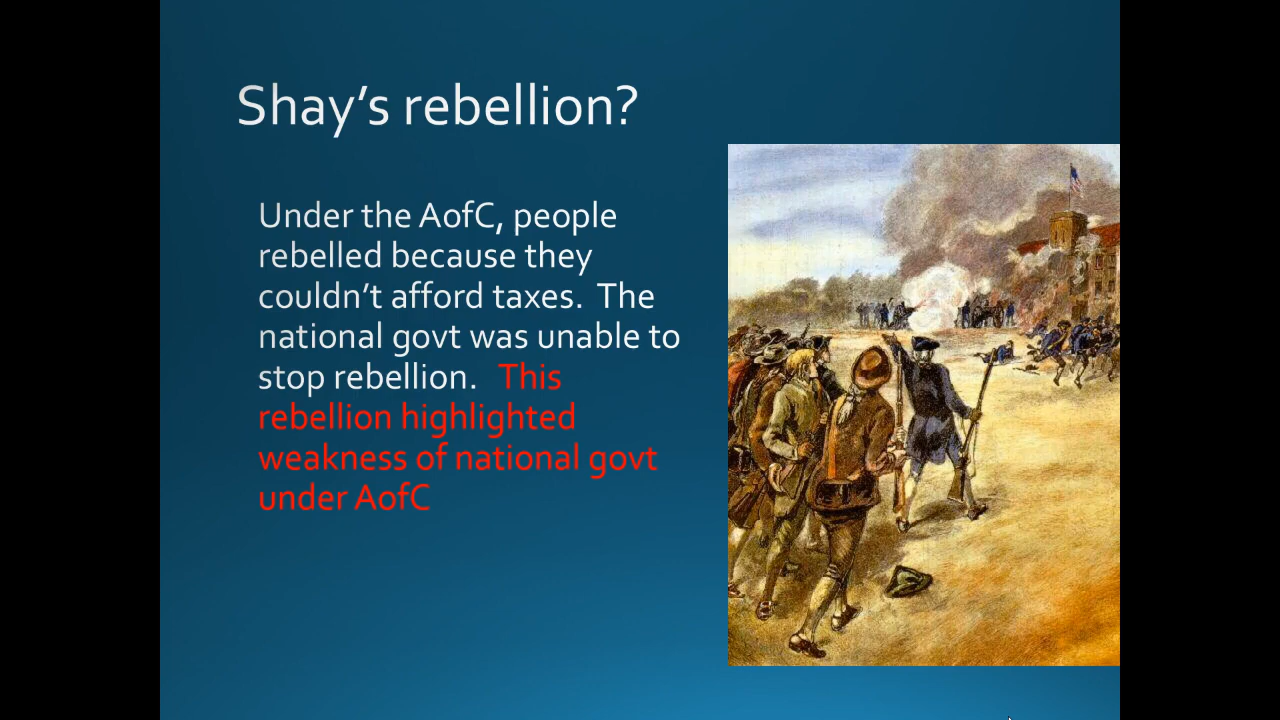 Shay’s rebellion?
Under the AofC, people
rebelled because they
couldn’t afford taxes.  The
national govt was unable to
stop rebellion.   This
rebellion highlighted
weakness of national govt
under AofC